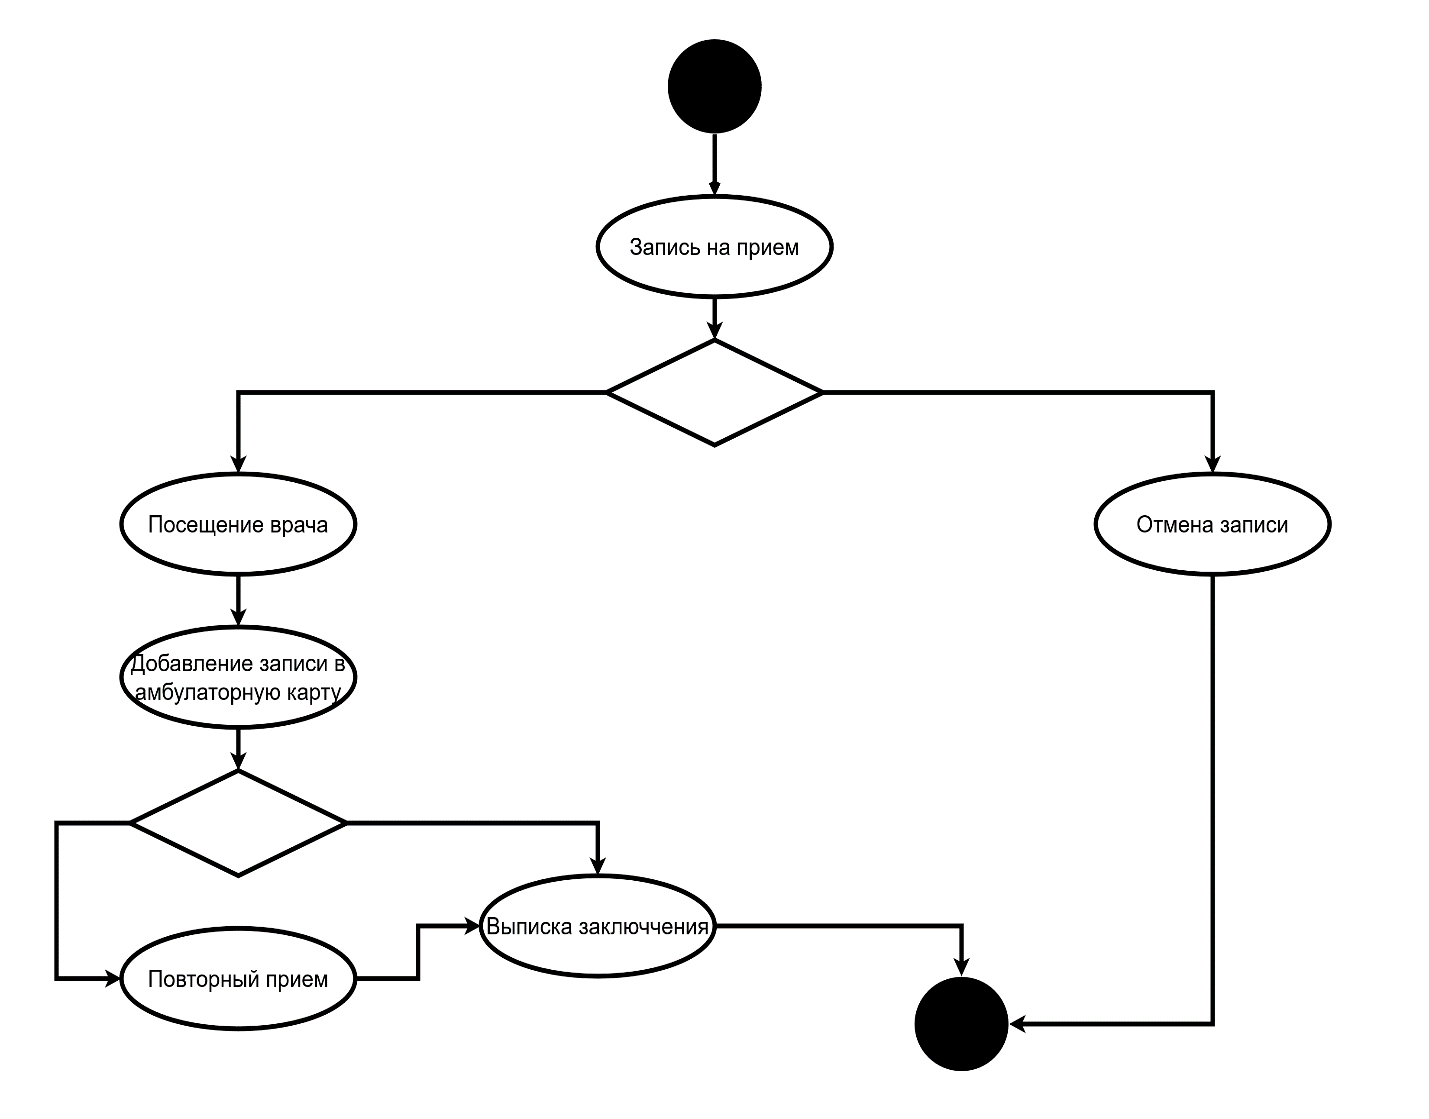 Запись на прием
Посещение врача
Отмена записи
Добавление записи в
амбулаторную карту
Выписка заключчения
Повторный прием